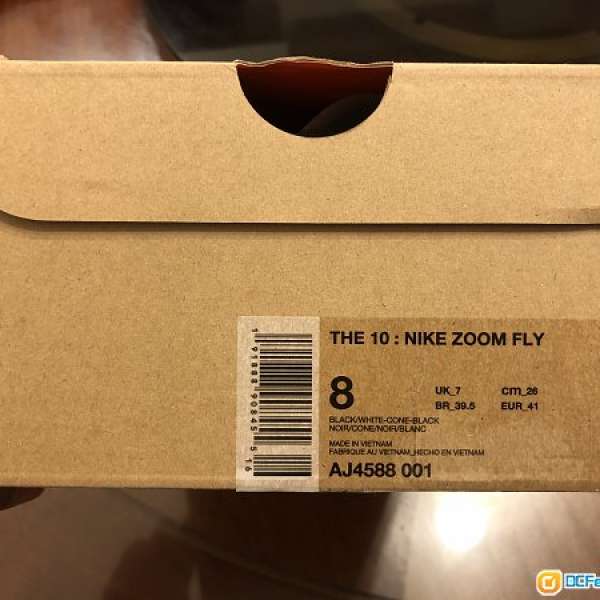 THE 10 : NIKE ZOOM FLY
8
UK_7 cm_26
BR_39.5 EUR_41
BLACK/WHITE-CONE-BLACK
NOIR/CONE/NOIR/BLANC
MADE IN VIETNAM
FABRIQUE AU VIETNAM_HECHO EN VIETNAM
AJ4588 001